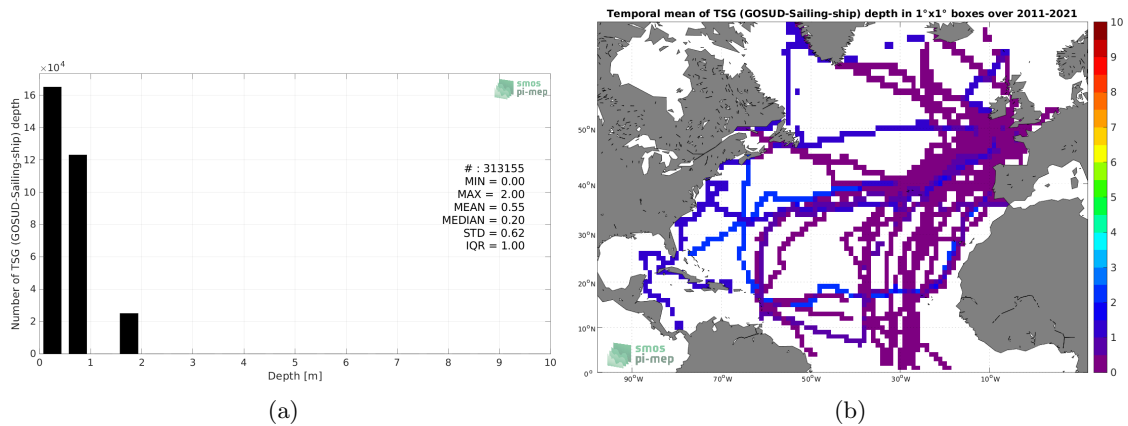 Temporal mean of TSG (GOSUD-Sailing-ship) depth in 1°x1° boxes over 2011-2021
×10⁴
16
14
12
10
8
6
4
2
0
Number of TSG (GOSUD-Sailing-ship) depth
smos
pi-mep
# : 313155
MIN = 0.00
MAX = 2.00
MEAN = 0.55
MEDIAN = 0.20
STD = 0.62
IQR = 1.00
0 1 2 3 4 5 6 7 8 9 10
Depth [m]
(a)
50°N
40°N
30°N
20°N
10°N
0°
90°W 70°W 50°W 30°W 10°W
smos
pi-mep
10
9
8
7
6
5
4
3
2
1
0
(b)